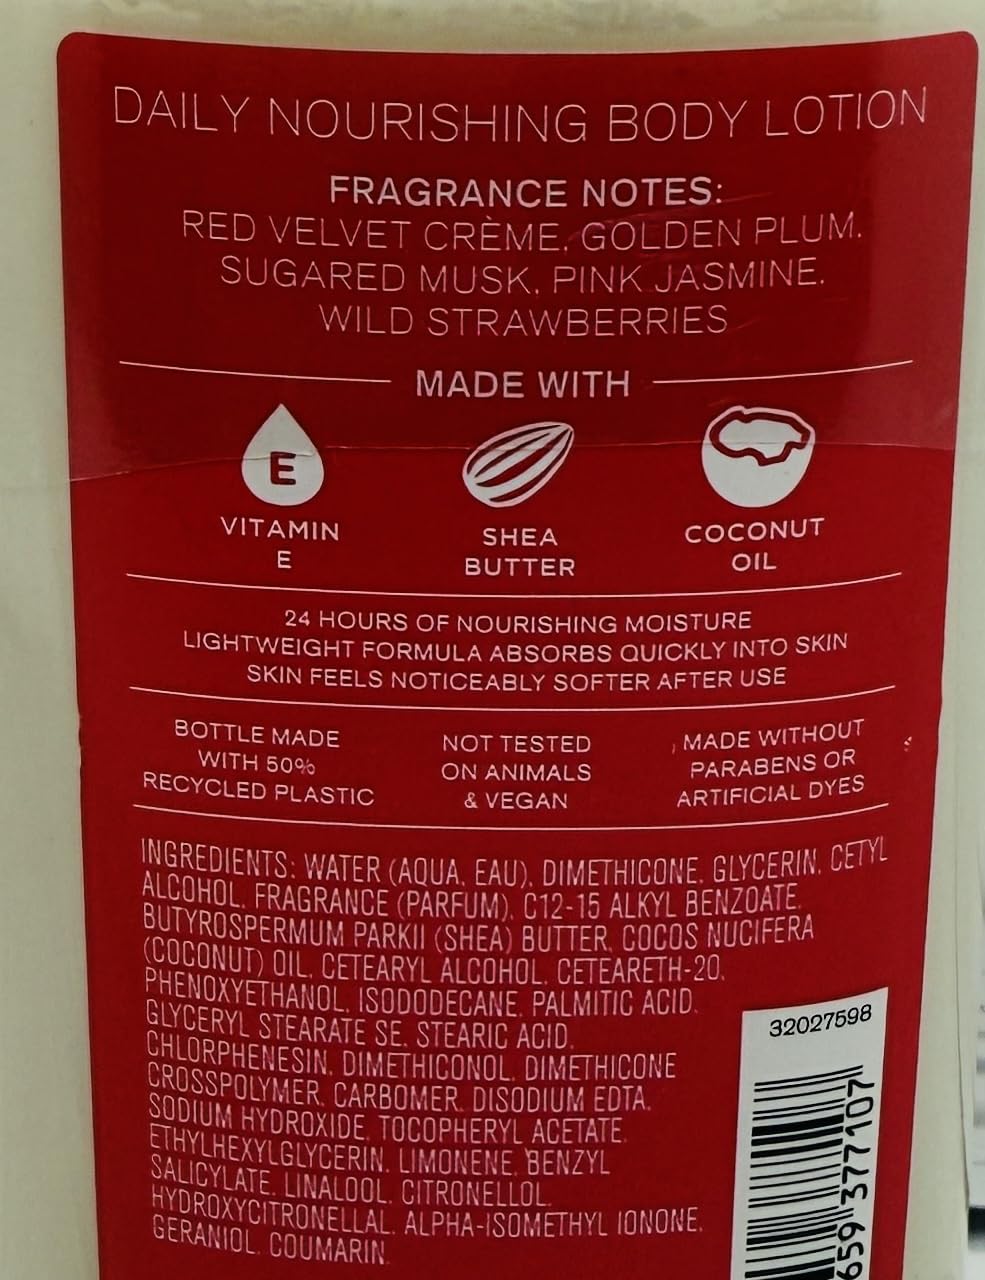 DAILY NOURISHING BODY LOTION
FRAGRANCE NOTES:
RED VELVET CRÈME, GOLDEN PLUM,
SUGARED MUSK, PINK JASMINE,
WILD STRAWBERRIES
MADE WITH
E
VITAMIN
E
SHEA
BUTTER
COCONUT
OIL
24 HOURS OF NOURISHING MOISTURE
LIGHTWEIGHT FORMULA ABSORBS QUICKLY INTO SKIN
SKIN FEELS NOTICEABLY SOFTER AFTER USE
BOTTLE MADE
WITH 50%
RECYCLED PLASTIC
NOT TESTED
ON ANIMALS
& VEGAN
MADE WITHOUT
PARABENS OR
ARTIFICIAL DYES
INGREDIENTS: WATER (AQUA, EAU), DIMETHICONE, GLYCERIN, CETYL
ALCOHOL, FRAGRANCE (PARFUM), C12-15 ALKYL BENZOATE,
BUTYROSPERMUM PARKII (SHEA) BUTTER, COCOS NUCIFERA
(COCONUT) OIL, CETEARYL ALCOHOL, CETEARETH-20,
PHENOXYETHANOL, ISODODECANE, PALMITIC ACID,
GLYCERYL STEARATE SE, STEARIC ACID,
CHLORPHENESIN, DIMETHICONOL, DIMETHICONE
CROSSPOLYMER, CARBOMER, DISODIUM EDTA,
SODIUM HYDROXIDE, TOCOPHERYL ACETATE,
ETHYLHEXYLGLYCERIN, LIMONENE, BENZYL
SALICYLATE, LINALOOL, CITRONELLOL,
HYDROXYCITRONELLAL, ALPHA-ISOMETHYL IONONE,
GERANIOL, COUMARIN.
32027598
659 377107